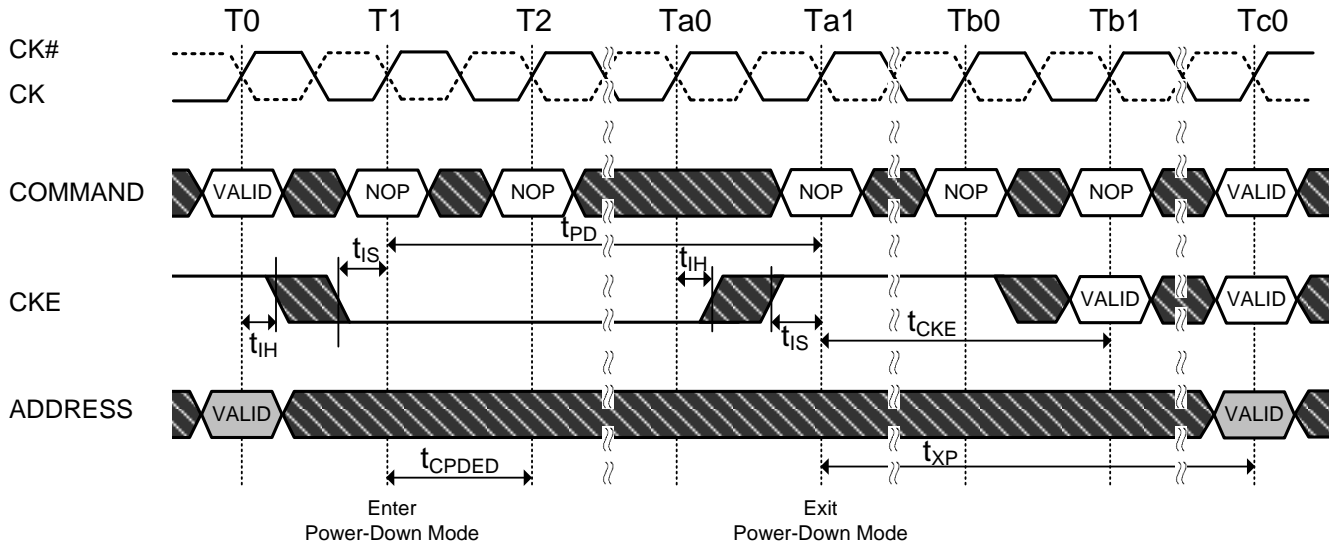 T0 T1 T2 Ta0 Ta1 Tb0 Tb1 Tc0
CK#
CK
COMMAND VALID NOP NOP NOP NOP NOP VALID
tPD
tIS tIH
CKE VALID VALID
tIH tIS tCKE
ADDRESS VALID VALID
tCPDED tXP
Enter
Power-Down Mode
Exit
Power-Down Mode